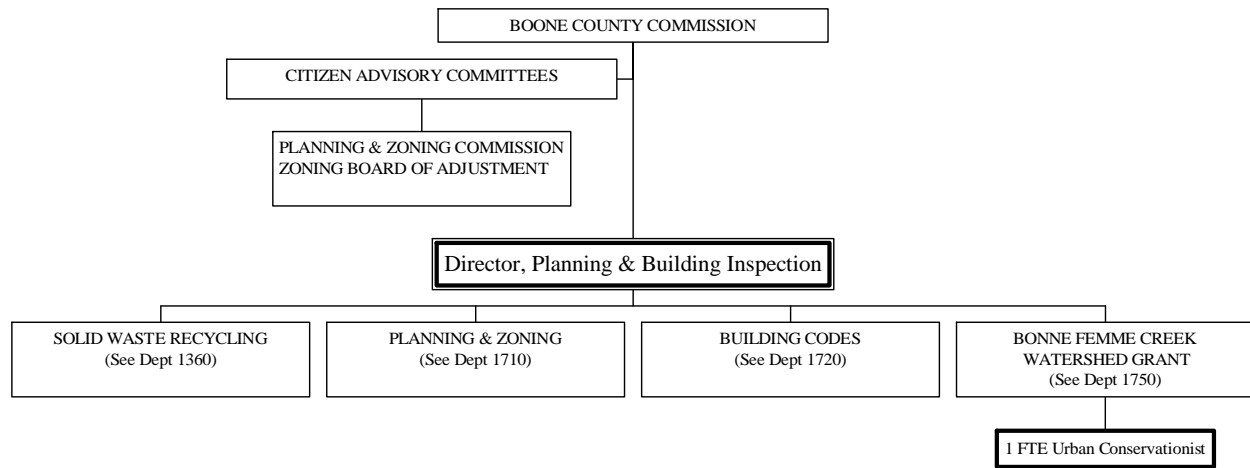 BOONE COUNTY COMMISSION
CITIZEN ADVISORY COMMITTEES
PLANNING & ZONING COMMISSION
ZONING BOARD OF ADJUSTMENT
Director, Planning & Building Inspection
SOLID WASTE RECYCLING
(See Dept 1360)
PLANNING & ZONING
(See Dept 1710)
BUILDING CODES
(See Dept 1720)
BONNE FEMME CREEK
WATERSHED GRANT
(See Dept 1750)
1 FTE Urban Conservationist